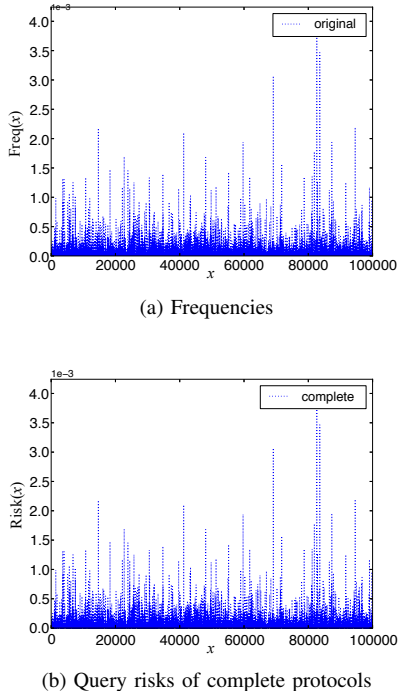 1e−3
4.0
original
3.5
3.0
2.5
2.0
1.5
1.0
0.5
0.0
Freq(x)
0 20000 40000 60000 80000 100000
x
(a) Frequencies
1e−3
4.0
complete
3.5
3.0
2.5
2.0
1.5
1.0
0.5
0.0
Risk(x)
0 20000 40000 60000 80000 100000
x
(b) Query risks of complete protocols